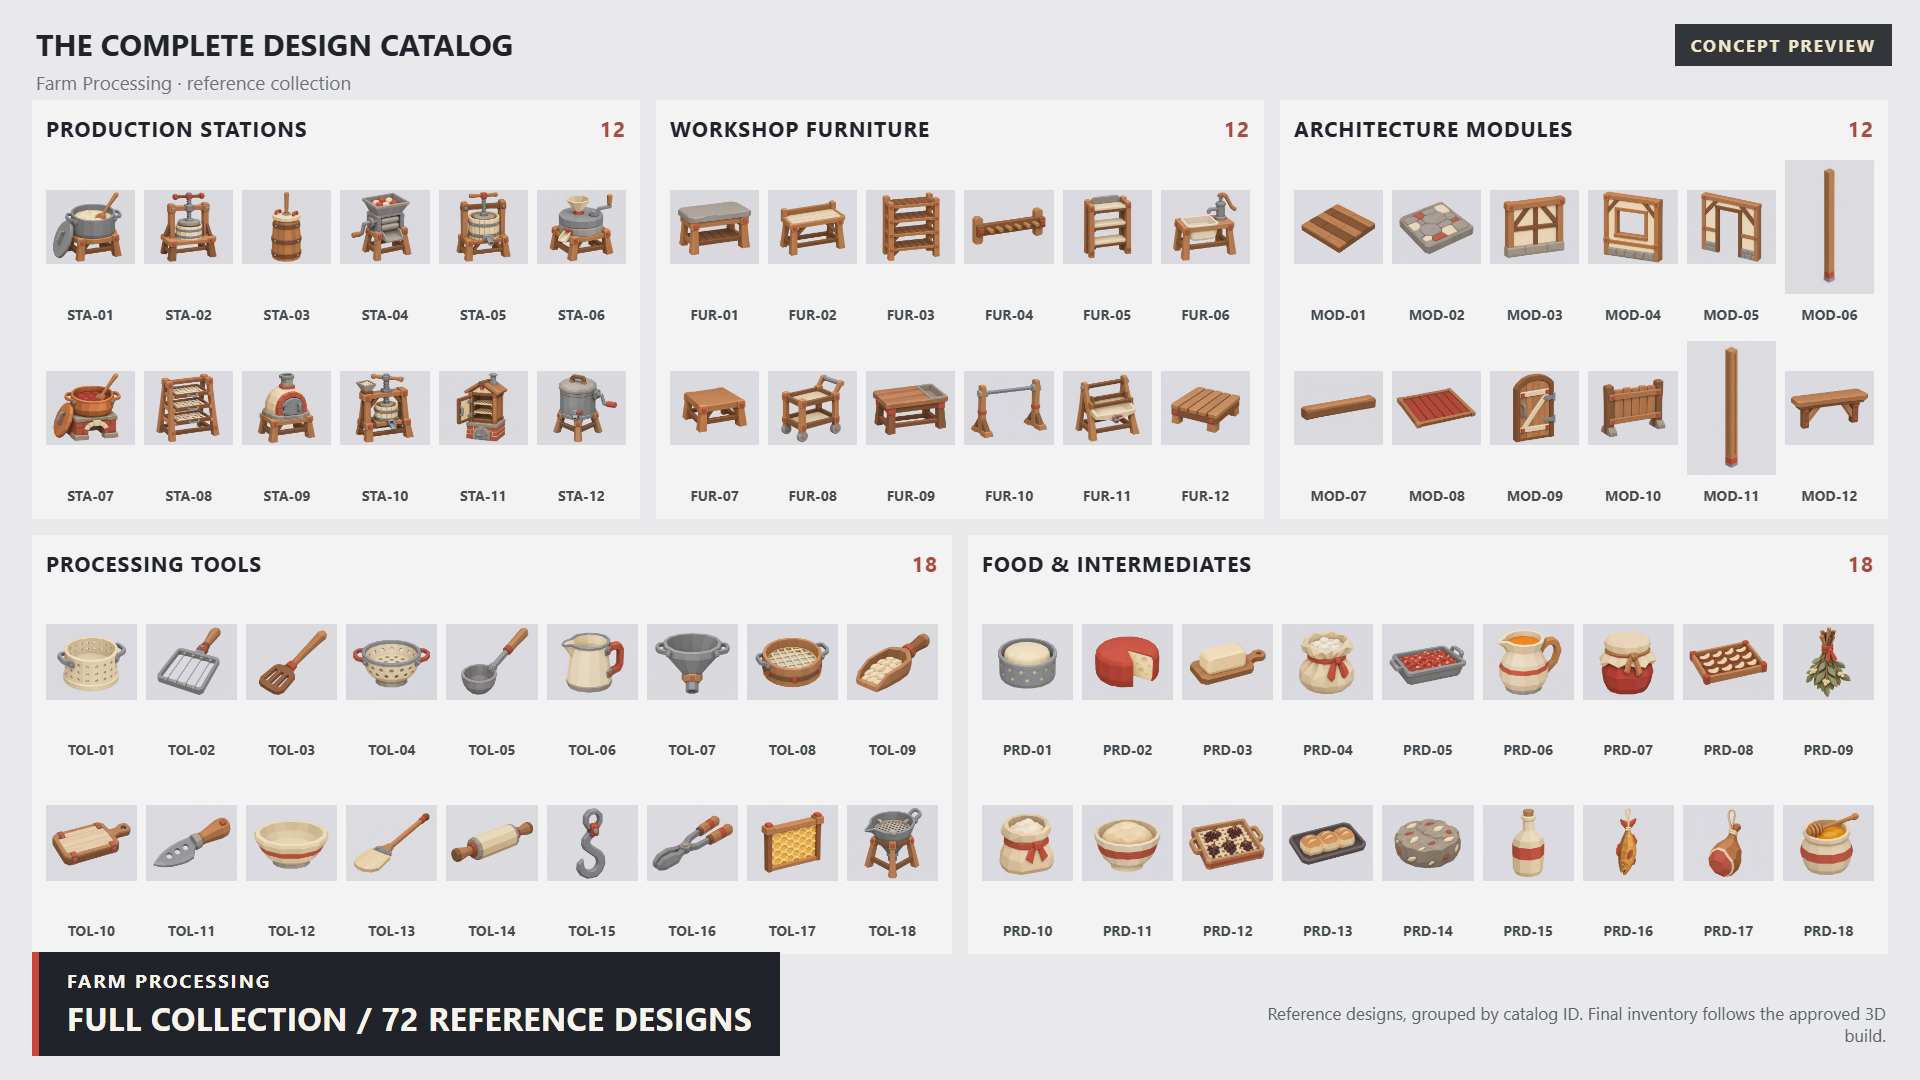 THE COMPLETE DESIGN CATALOG
CONCEPT PREVIEW
Farm Processing · reference collection
PRODUCTION STATIONS 12
STA-01 STA-02 STA-03 STA-04 STA-05 STA-06
STA-07 STA-08 STA-09 STA-10 STA-11 STA-12
WORKSHOP FURNITURE 12
FUR-01 FUR-02 FUR-03 FUR-04 FUR-05 FUR-06
FUR-07 FUR-08 FUR-09 FUR-10 FUR-11 FUR-12
ARCHITECTURE MODULES 12
MOD-01 MOD-02 MOD-03 MOD-04 MOD-05 MOD-06
MOD-07 MOD-08 MOD-09 MOD-10 MOD-11 MOD-12
PROCESSING TOOLS 18
TOL-01 TOL-02 TOL-03 TOL-04 TOL-05 TOL-06 TOL-07 TOL-08 TOL-09
TOL-10 TOL-11 TOL-12 TOL-13 TOL-14 TOL-15 TOL-16 TOL-17 TOL-18
FOOD & INTERMEDIATES 18
PRD-01 PRD-02 PRD-03 PRD-04 PRD-05 PRD-06 PRD-07 PRD-08 PRD-09
PRD-10 PRD-11 PRD-12 PRD-13 PRD-14 PRD-15 PRD-16 PRD-17 PRD-18
FARM PROCESSING
FULL COLLECTION / 72 REFERENCE DESIGNS
Reference designs, grouped by catalog ID. Final inventory follows the approved 3D
build.